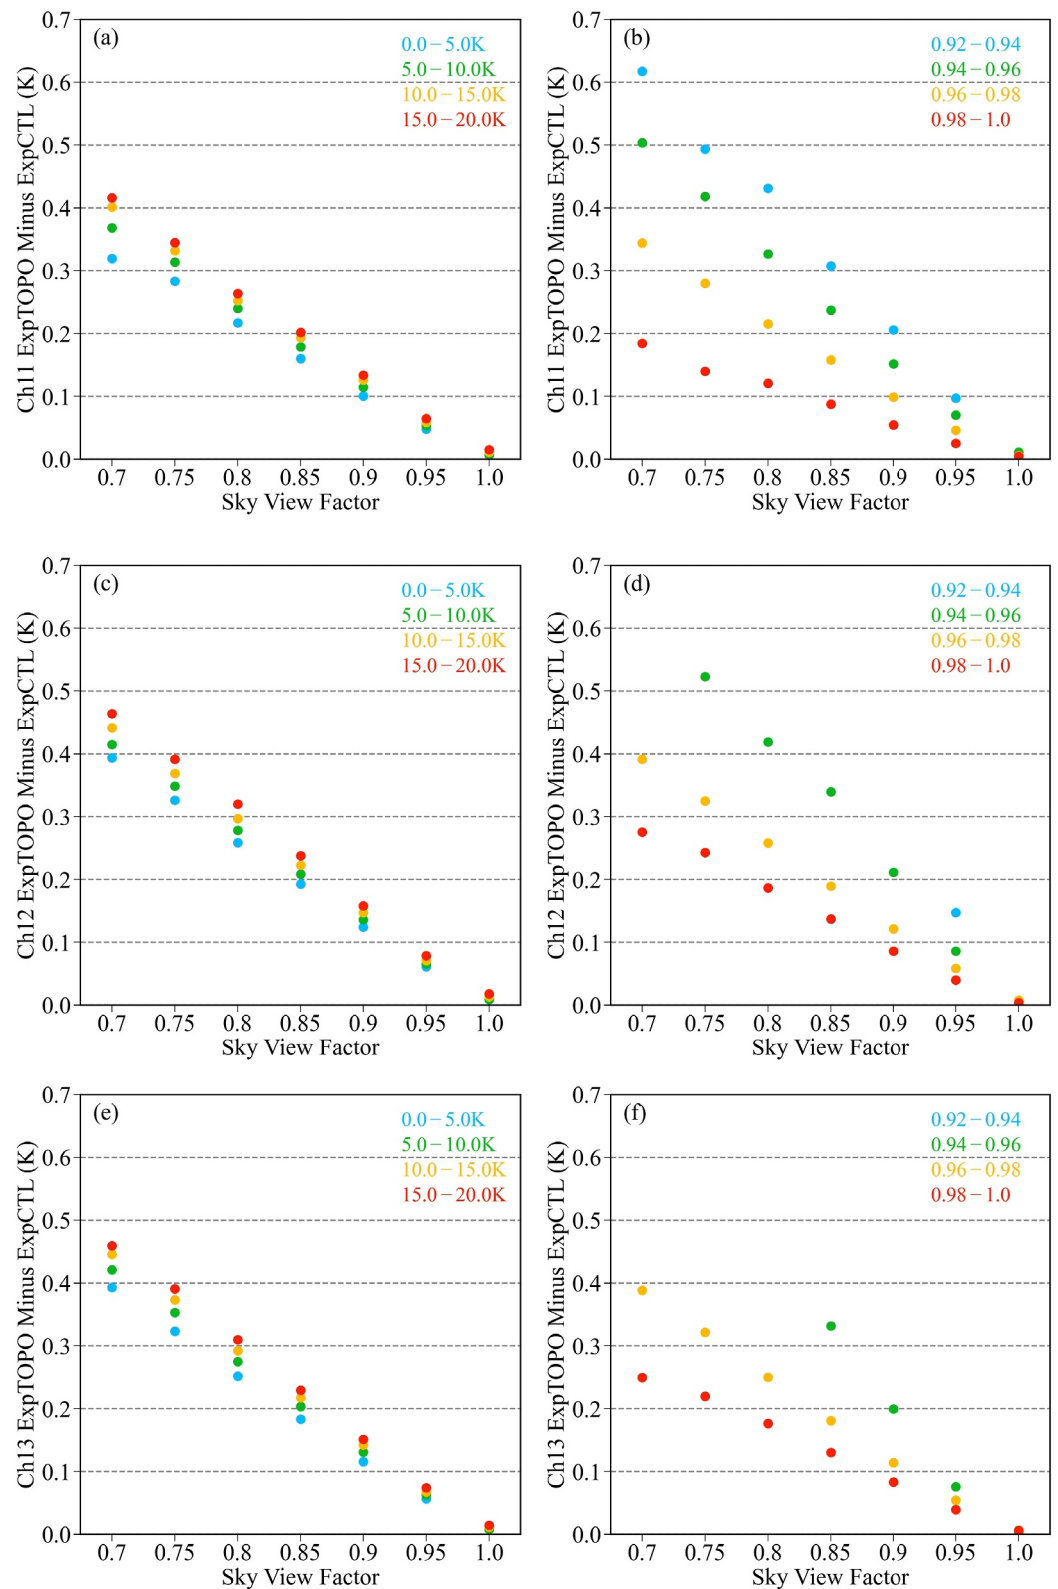 (a)
0.0−5.0K
5.0−10.0K
10.0−15.0K
15.0−20.0K
Ch11 ExpTOPO Minus ExpCTL (K)
0.7
0.6
0.5
0.4
0.3
0.2
0.1
0.0
0.7 0.75 0.8 0.85 0.9 0.95 1.0
Sky View Factor
(b)
0.92−0.94
0.94−0.96
0.96−0.98
0.98−1.0
Ch11 ExpTOPO Minus ExpCTL (K)
0.7
0.6
0.5
0.4
0.3
0.2
0.1
0.0
0.7 0.75 0.8 0.85 0.9 0.95 1.0
Sky View Factor
(c)
0.0−5.0K
5.0−10.0K
10.0−15.0K
15.0−20.0K
Ch12 ExpTOPO Minus ExpCTL (K)
0.7
0.6
0.5
0.4
0.3
0.2
0.1
0.0
0.7 0.75 0.8 0.85 0.9 0.95 1.0
Sky View Factor
(d)
0.92−0.94
0.94−0.96
0.96−0.98
0.98−1.0
Ch12 ExpTOPO Minus ExpCTL (K)
0.7
0.6
0.5
0.4
0.3
0.2
0.1
0.0
0.7 0.75 0.8 0.85 0.9 0.95 1.0
Sky View Factor
(e)
0.0−5.0K
5.0−10.0K
10.0−15.0K
15.0−20.0K
Ch13 ExpTOPO Minus ExpCTL (K)
0.7
0.6
0.5
0.4
0.3
0.2
0.1
0.0
0.7 0.75 0.8 0.85 0.9 0.95 1.0
Sky View Factor
(f)
0.92−0.94
0.94−0.96
0.96−0.98
0.98−1.0
Ch13 ExpTOPO Minus ExpCTL (K)
0.7
0.6
0.5
0.4
0.3
0.2
0.1
0.0
0.7 0.75 0.8 0.85 0.9 0.95 1.0
Sky View Factor